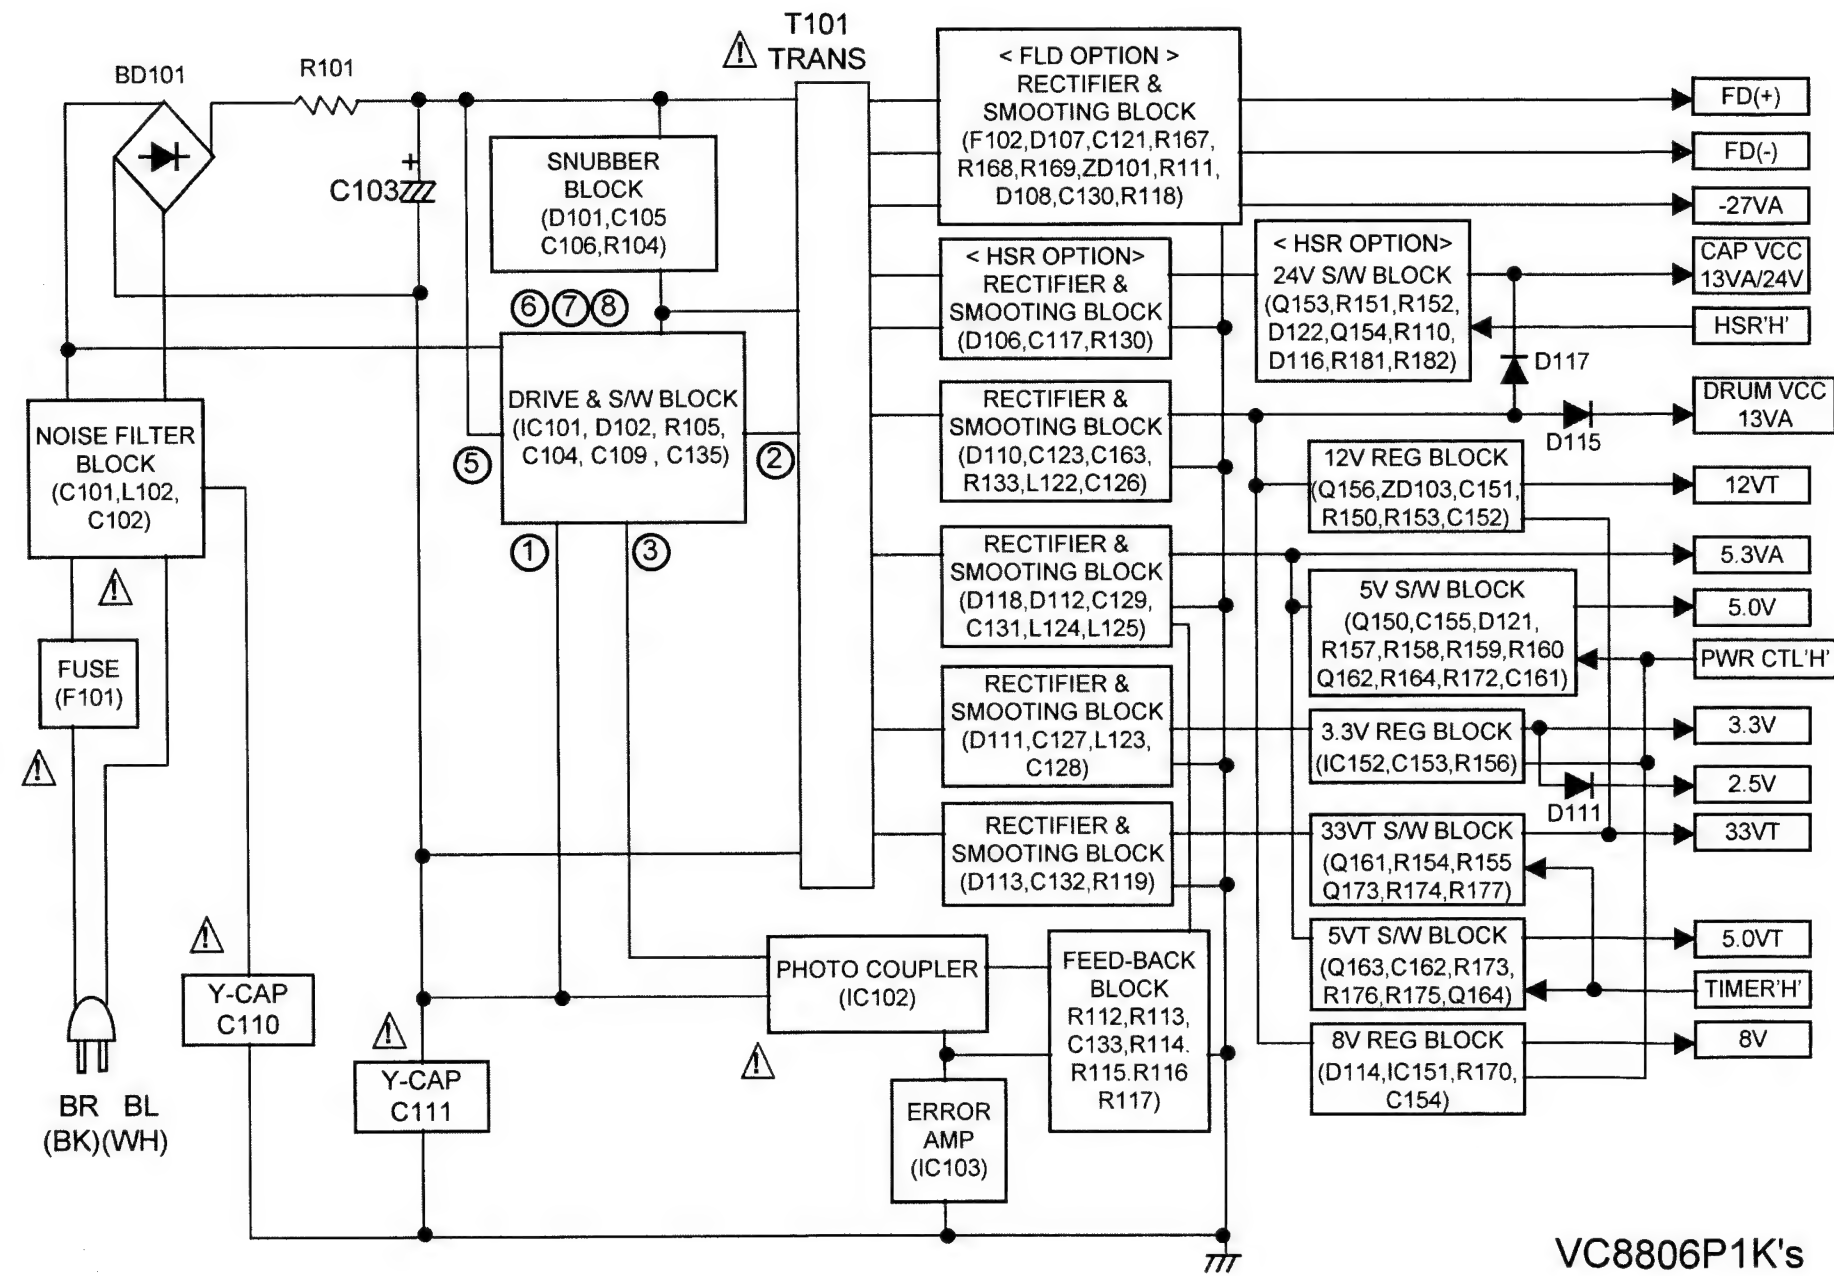 T101
TRANS
BD101
R101
+
C103
SNUBBER
BLOCK
(D101,C105
C106,R104)
⑥⑦⑧
DRIVE & S/W BLOCK
(IC101, D102, R105,
C104, C109 , C135)
⑤
②
①
③
NOISE FILTER
BLOCK
(C101,L102,
C102)
FUSE
(F101)
BR BL
(BK)(WH)
Y-CAP
C110
Y-CAP
C111
PHOTO COUPLER
(IC102)
ERROR
AMP
(IC103)
FEED-BACK
BLOCK
R112,R113,
C133,R114.
R115.R116
R117)
< FLD OPTION >
RECTIFIER &
SMOOTING BLOCK
(F102,D107,C121,R167,
R168,R169,ZD101,R111,
D108,C130,R118)
< HSR OPTION>
RECTIFIER &
SMOOTING BLOCK
(D106,C117,R130)
RECTIFIER &
SMOOTING BLOCK
(D110,C123,C163,
R133,L122,C126)
RECTIFIER &
SMOOTING BLOCK
(D118,D112,C129,
C131,L124,L125)
RECTIFIER &
SMOOTING BLOCK
(D111,C127,L123,
C128)
RECTIFIER &
SMOOTING BLOCK
(D113,C132,R119)
< HSR OPTION>
24V S/W BLOCK
(Q153,R151,R152,
D122,Q154,R110,
D116,R181,R182)
D117
D115
12V REG BLOCK
(Q156,ZD103,C151,
R150,R153,C152)
5V S/W BLOCK
(Q150,C155,D121,
R157,R158,R159,R160
Q162,R164,R172,C161)
3.3V REG BLOCK
(IC152,C153,R156)
D111
33VT S/W BLOCK
(Q161,R154,R155
Q173,R174,R177)
5VT S/W BLOCK
(Q163,C162,R173,
R176,R175,Q164)
8V REG BLOCK
(D114,IC151,R170,
C154)
FD(+)
FD(-)
-27VA
CAP VCC
13VA/24V
HSR'H'
DRUM VCC
13VA
12VT
5.3VA
5.0V
PWR CTL'H'
3.3V
2.5V
33VT
5.0VT
TIMER'H'
8V
VC8806P1K's